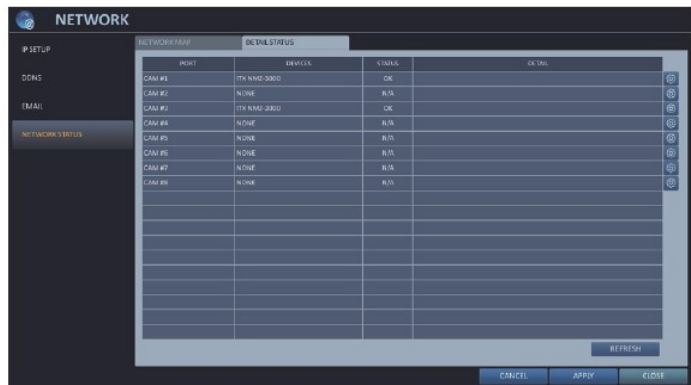 NETWORK
IP SETUP
DDNS
EMAIL
NETWORK STATUS
NETWORK MAP DETAIL STATUS
PORT DEVICES STATUS DETAIL
CAM #1 ITX NM2-3000 OK
CAM #2 NONE N/A
CAM #3 ITX NM2-3000 OK
CAM #4 NONE N/A
CAM #5 NONE N/A
CAM #6 NONE N/A
CAM #7 NONE N/A
CAM #8 NONE N/A
REFRESH
CANCEL APPLY CLOSE